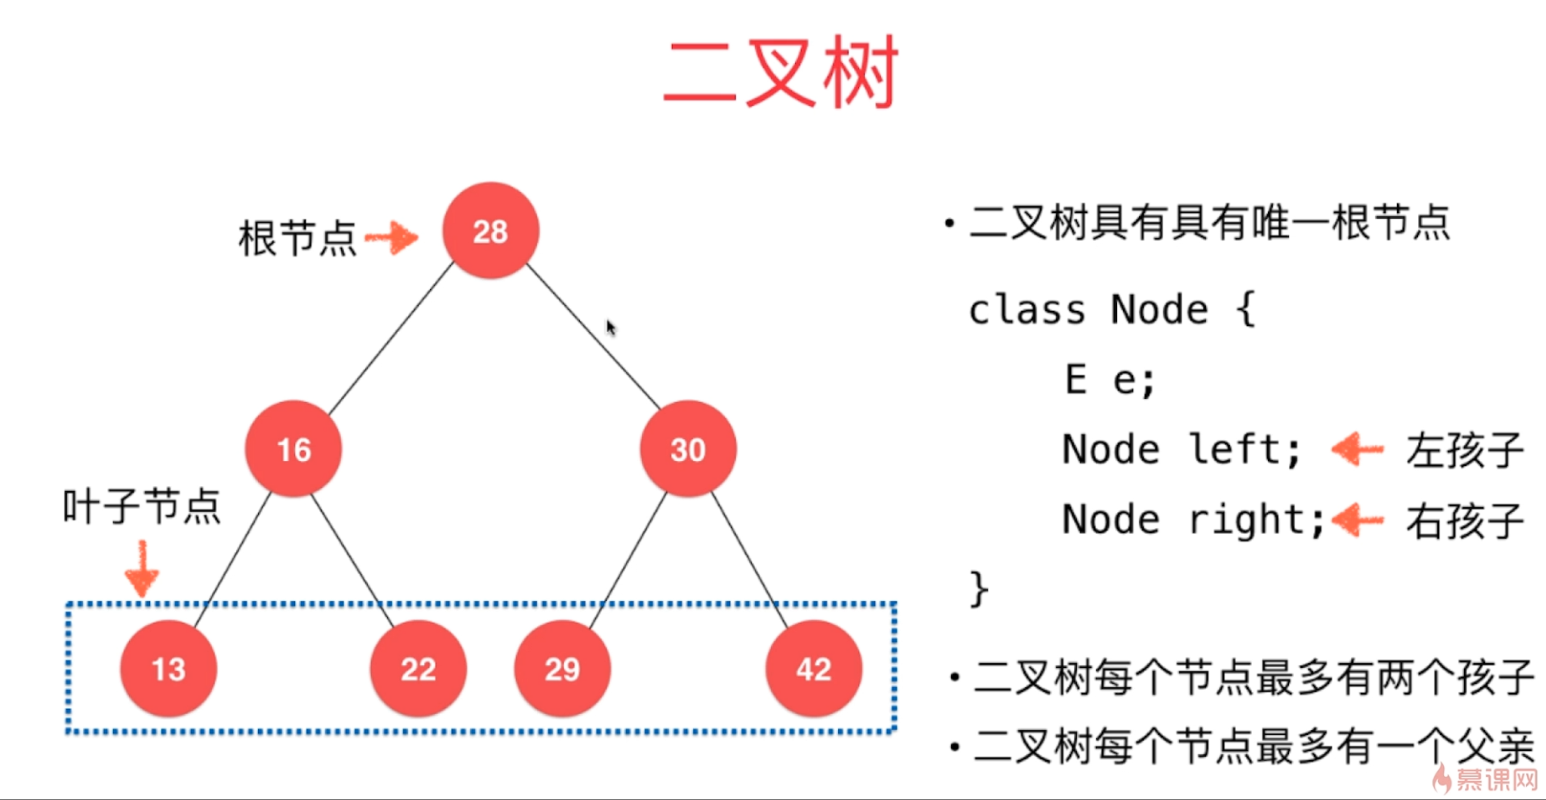 二叉树
根节点
28
16
30
叶子节点
13
22
29
42
• 二叉树具有具有唯一根节点
class Node {
E e;
Node left; 左孩子
Node right; 右孩子
}
• 二叉树每个节点最多有两个孩子
• 二叉树每个节点最多有一个父亲
慕课网